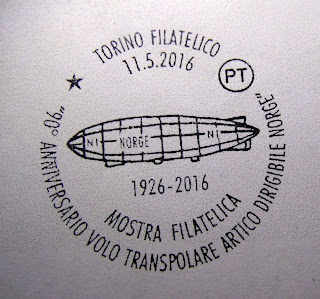 TORINO FILATELICO
11.5.2016
PT
N1 NORGE N1
1926-2016
MOSTRA FILATELICA
"90° ANNIVERSARIO VOLO TRANSPOLARE ARTICO DIRIGIBILE NORGE"